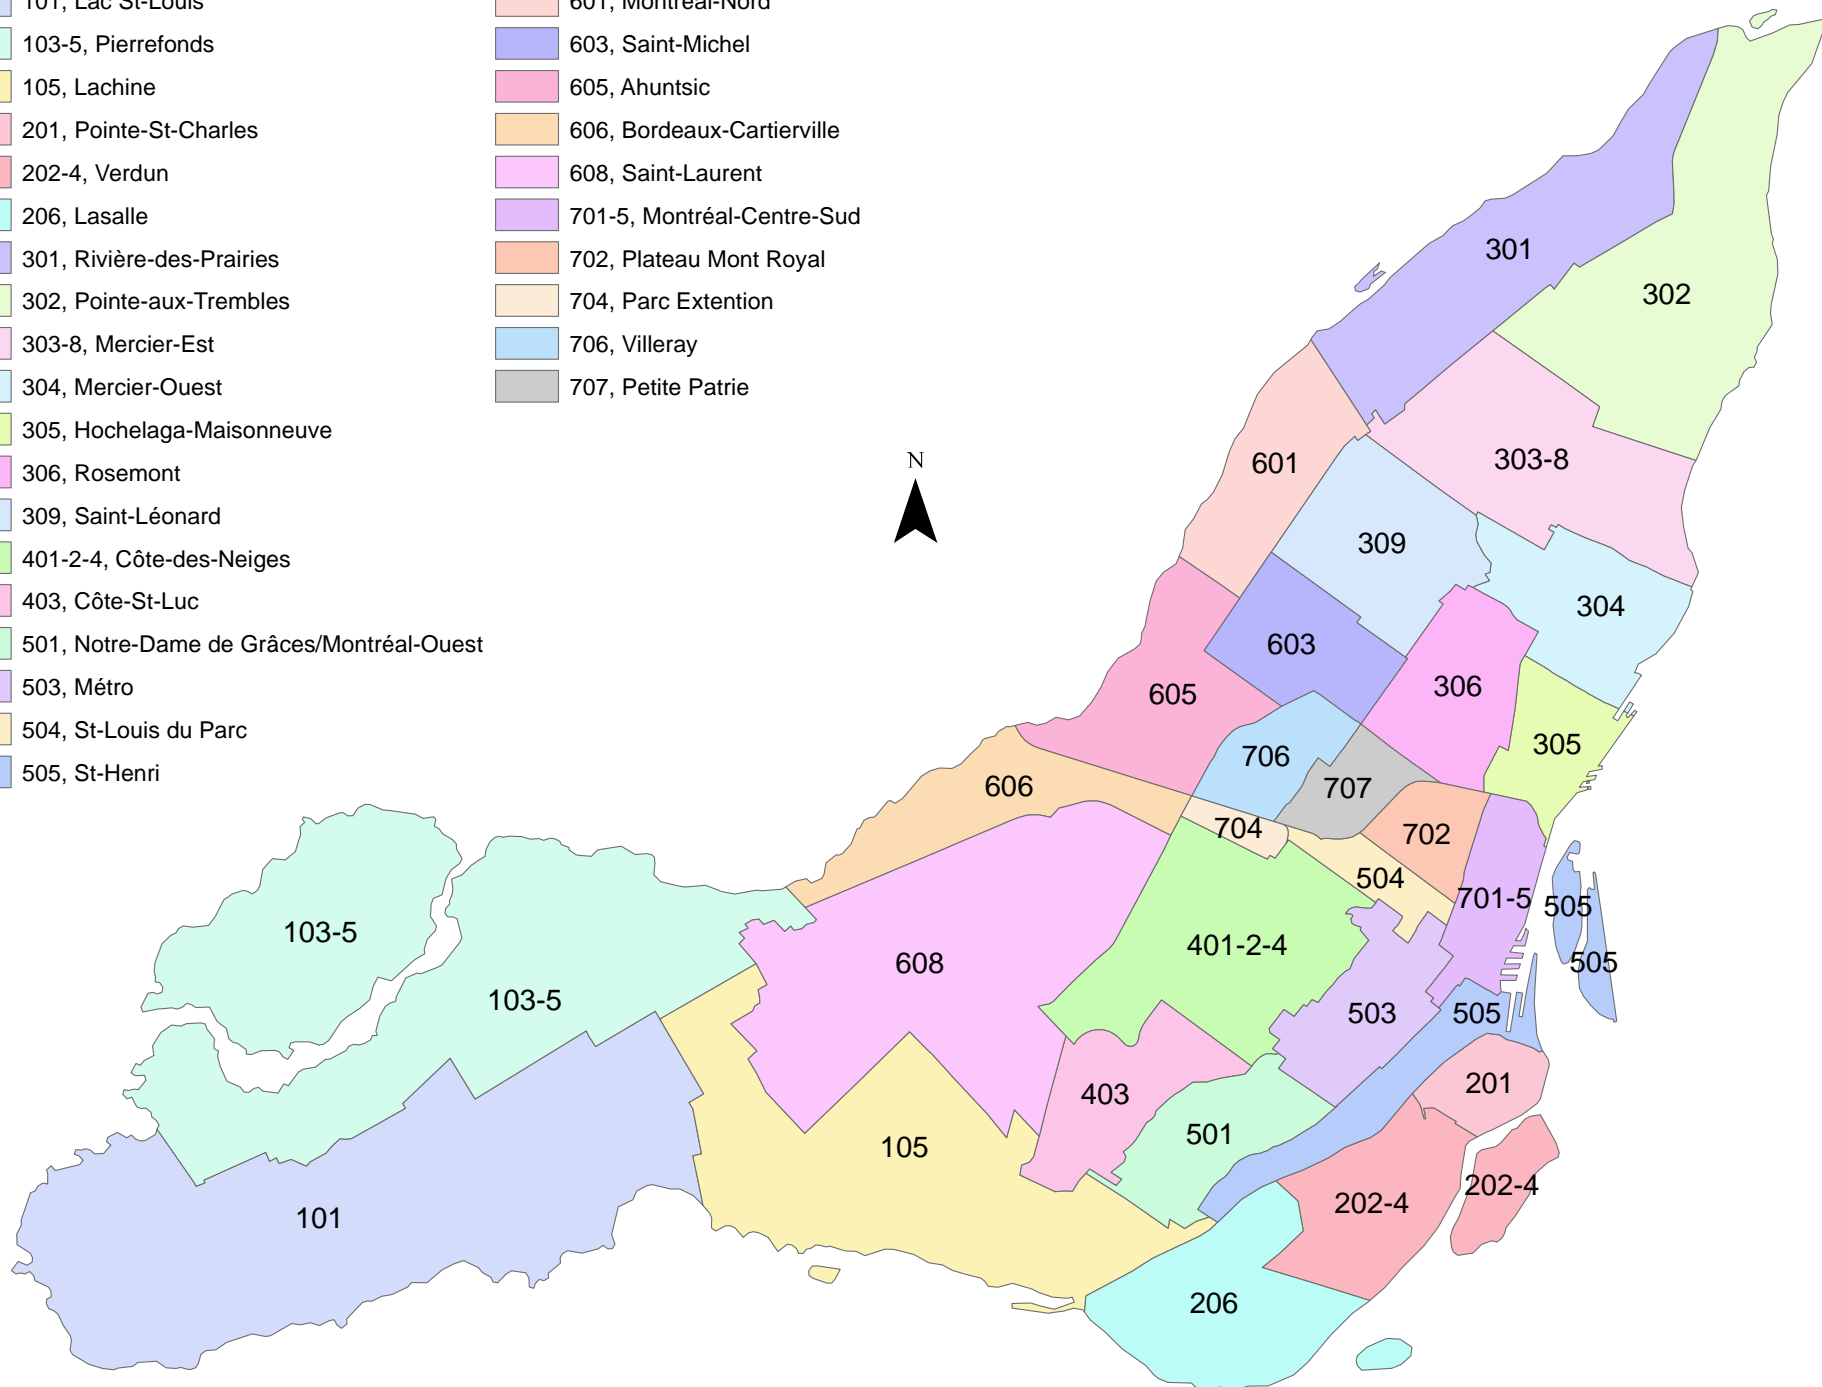 101, Lac St-Louis
103-5, Pierrefonds
105, Lachine
201, Pointe-St-Charles
202-4, Verdun
206, Lasalle
301, Rivière-des-Prairies
302, Pointe-aux-Trembles
303-8, Mercier-Est
304, Mercier-Ouest
305, Hochelaga-Maisonneuve
306, Rosemont
309, Saint-Léonard
401-2-4, Côte-des-Neiges
403, Côte-St-Luc
501, Notre-Dame de Grâces/Montréal-Ouest
503, Métro
504, St-Louis du Parc
505, St-Henri
601, Montréal-Nord
603, Saint-Michel
605, Ahuntsic
606, Bordeaux-Cartierville
608, Saint-Laurent
701-5, Montréal-Centre-Sud
702, Plateau Mont Royal
704, Parc Extention
706, Villeray
707, Petite Patrie
N
301
302
601
303-8
309
304
603
306
605
305
706
606
707
704
702
504
701-5
505
103-5
401-2-4
608
505
103-5
503
505
201
403
501
105
202-4
202-4
101
206